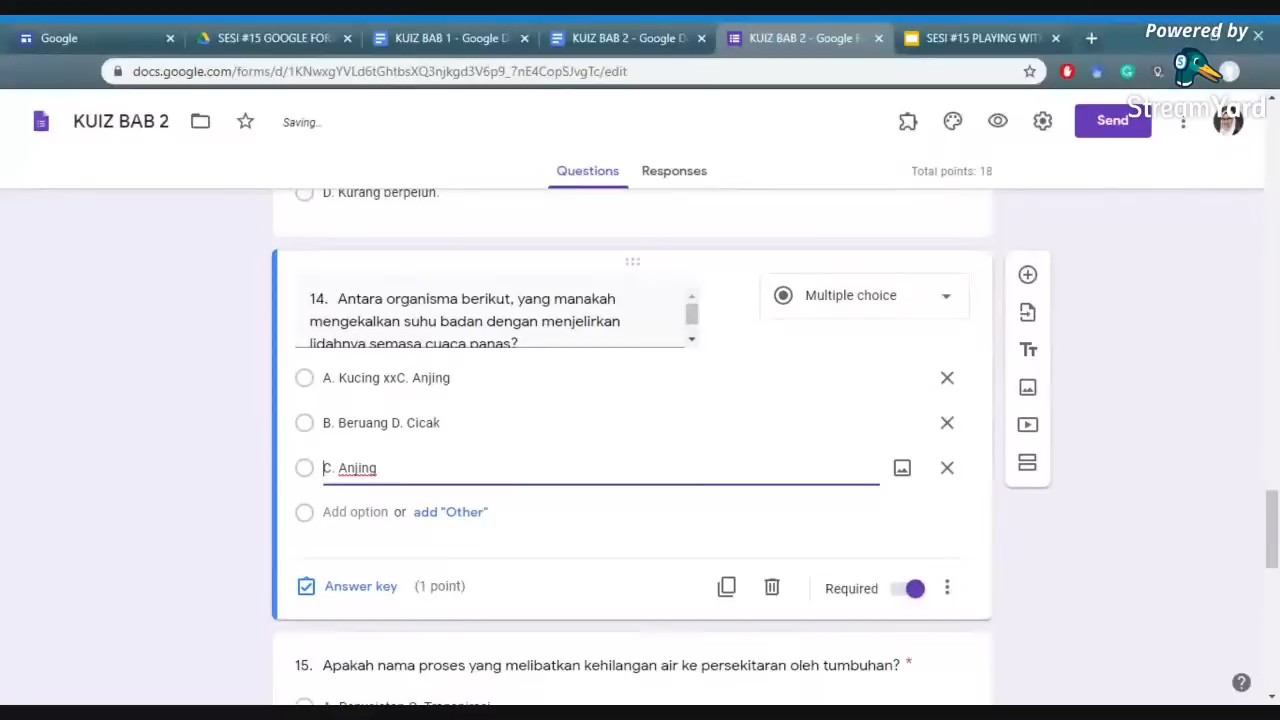 Powered by
Google
SESI #15 GOOGLE FOR
KUIZ BAB 1 - Google D
KUIZ BAB 2 - Google D
KUIZ BAB 2 - Google F
SESI #15 PLAYING WIT
docs.google.com/forms/d/1KNwxgYVLd6tGhtbsXQ3njkgd3V6p9_7nE4CopSJvgTc/edit
StreamYard
KUIZ BAB 2
Saving...
Send
Questions
Responses
Total points: 18
D. Kurang berpeluh.
14. Antara organisma berikut, yang manakah
mengekalkan suhu badan dengan menjelirkan
lidahnya semasa cuaca panas?
Multiple choice
A. Kucing xxC. Anjing
B. Beruang D. Cicak
C. Anjing
Add option or add "Other"
Answer key (1 point)
Required
15. Apakah nama proses yang melibatkan kehilangan air ke persekitaran oleh tumbuhan? *